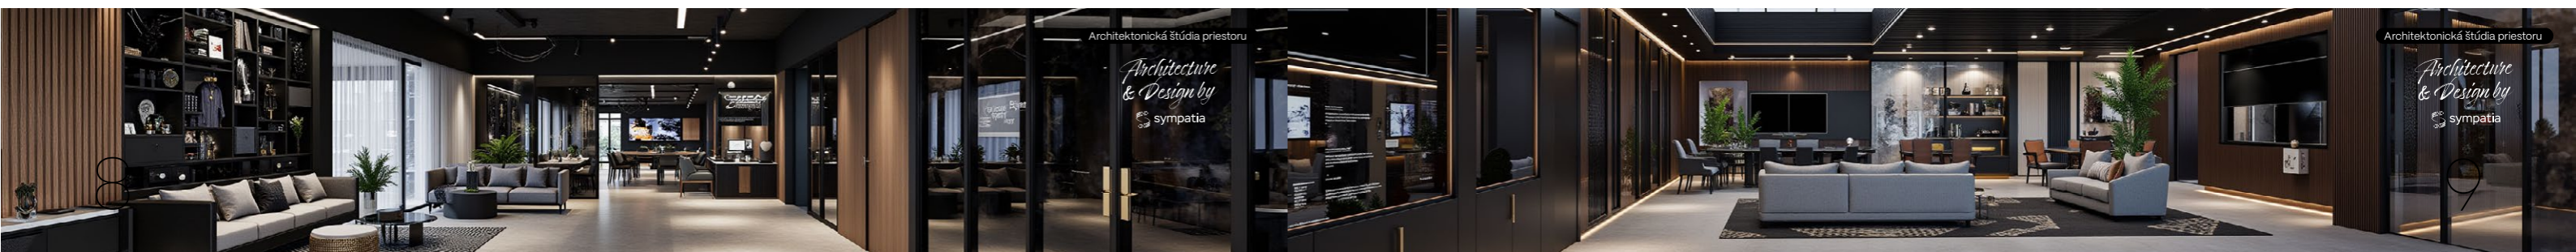 Architektonická štúdia priestoru
Architecture
& Design by
sympatia
8
Architektonická štúdia priestoru
Architecture
& Design by
sympatia
9